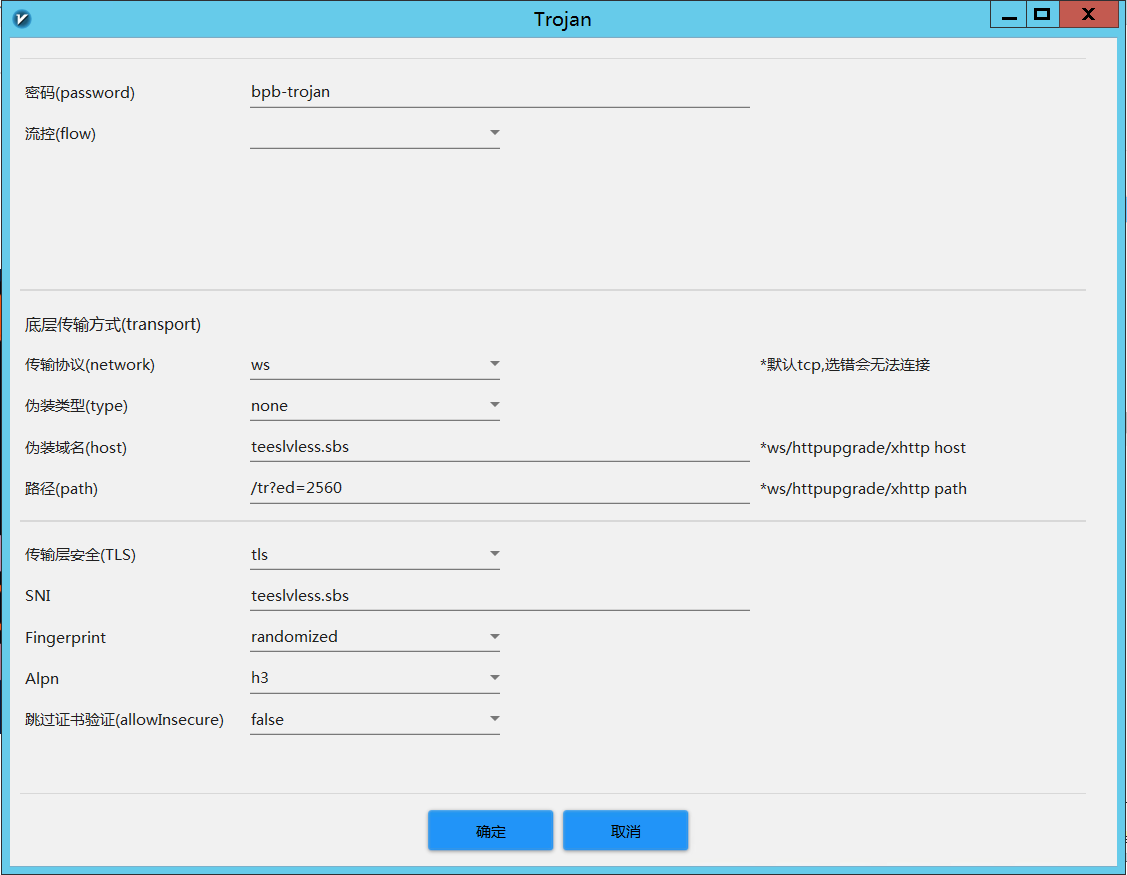 Trojan
密码(password) bpb-trojan
流控(flow)
底层传输方式(transport)
传输协议(network) ws *默认tcp,选错会无法连接
伪装类型(type) none
伪装域名(host) teeslvless.sbs *ws/httpupgrade/xhttp host
路径(path) /tr?ed=2560 *ws/httpupgrade/xhttp path
传输层安全(TLS) tls
SNI teeslvless.sbs
Fingerprint randomized
Alpn h3
跳过证书验证(allowInsecure) false
确定 取消